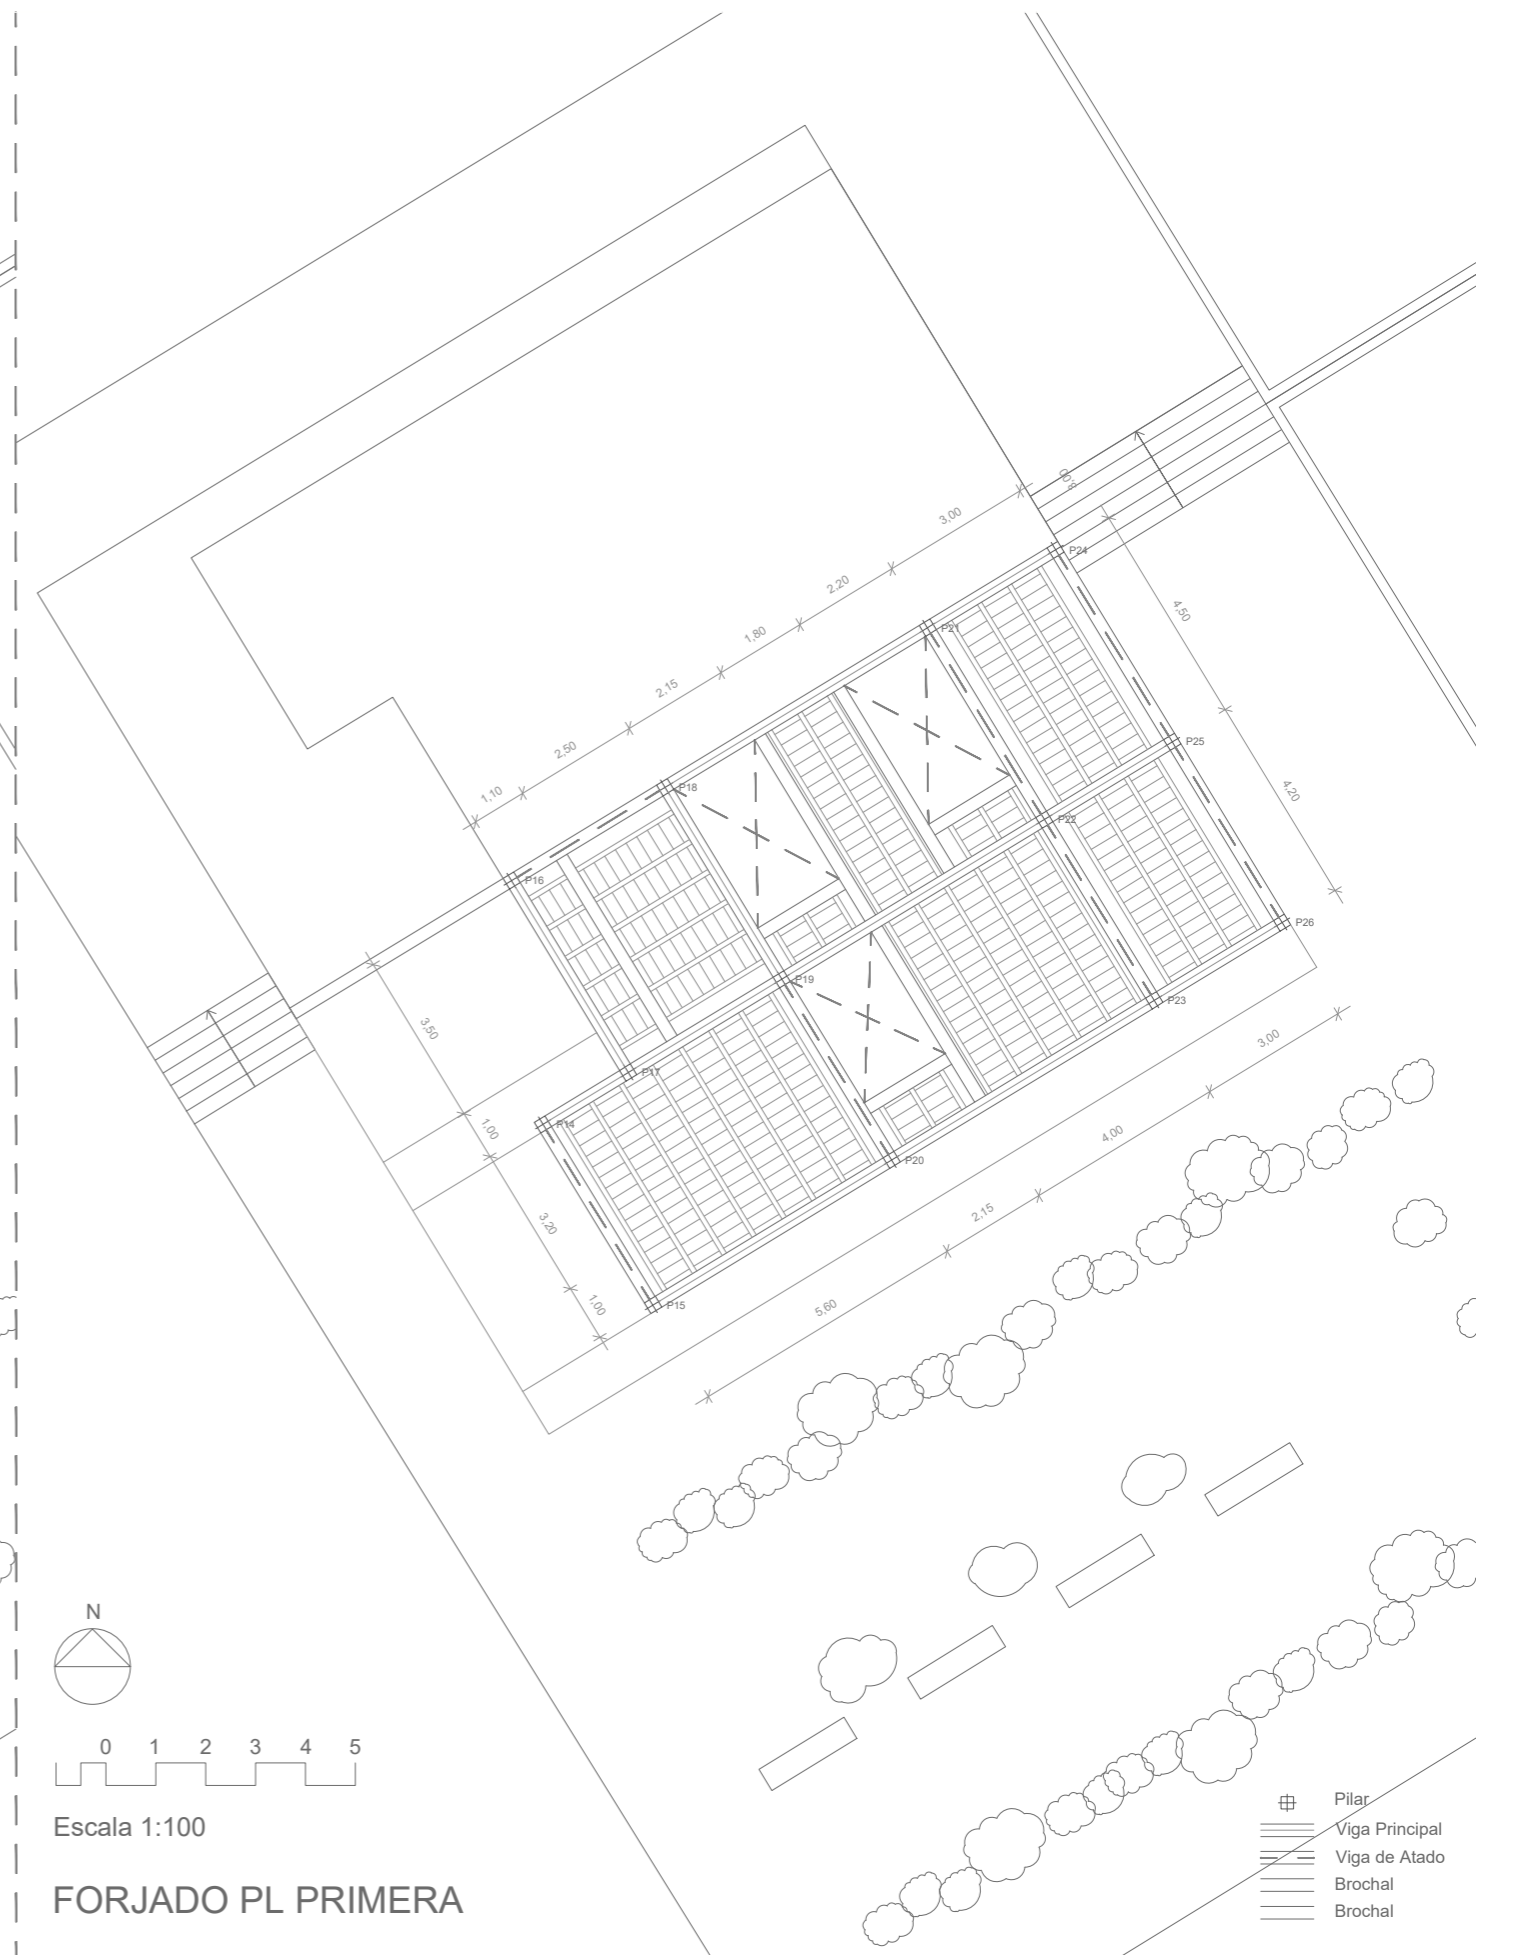 8,00
P24
3,00
4,50
2,20
P21
1,80
2,15
P25
2,50
4,20
1,10
P18
P22
P16
P26
P19
P23
3,50
3,00
P17
P14
1,00
4,00
P20
2,15
3,20
1,00
P15
5,60
N
0 1 2 3 4 5
Escala 1:100
FORJADO PL PRIMERA
Pilar
Viga Principal
Viga de Atado
Brochal
Brochal